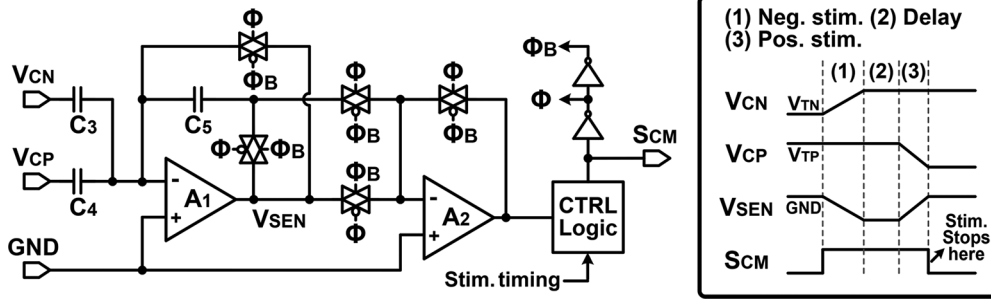 Φ
ΦB
VCN
C3
C5
Φ
ΦB
Φ
ΦB
ΦB
Φ
SCM
Φ
ΦB
VCP
C4
-
+
A1
VSEN
ΦB
Φ
-
+
A2
CTRL
Logic
GND
Stim. timing
(1) Neg. stim. (2) Delay
(3) Pos. stim.
(1) (2) (3)
VCN VTN
VCP VTP
VSEN GND
SCM
Stim.
Stops
here